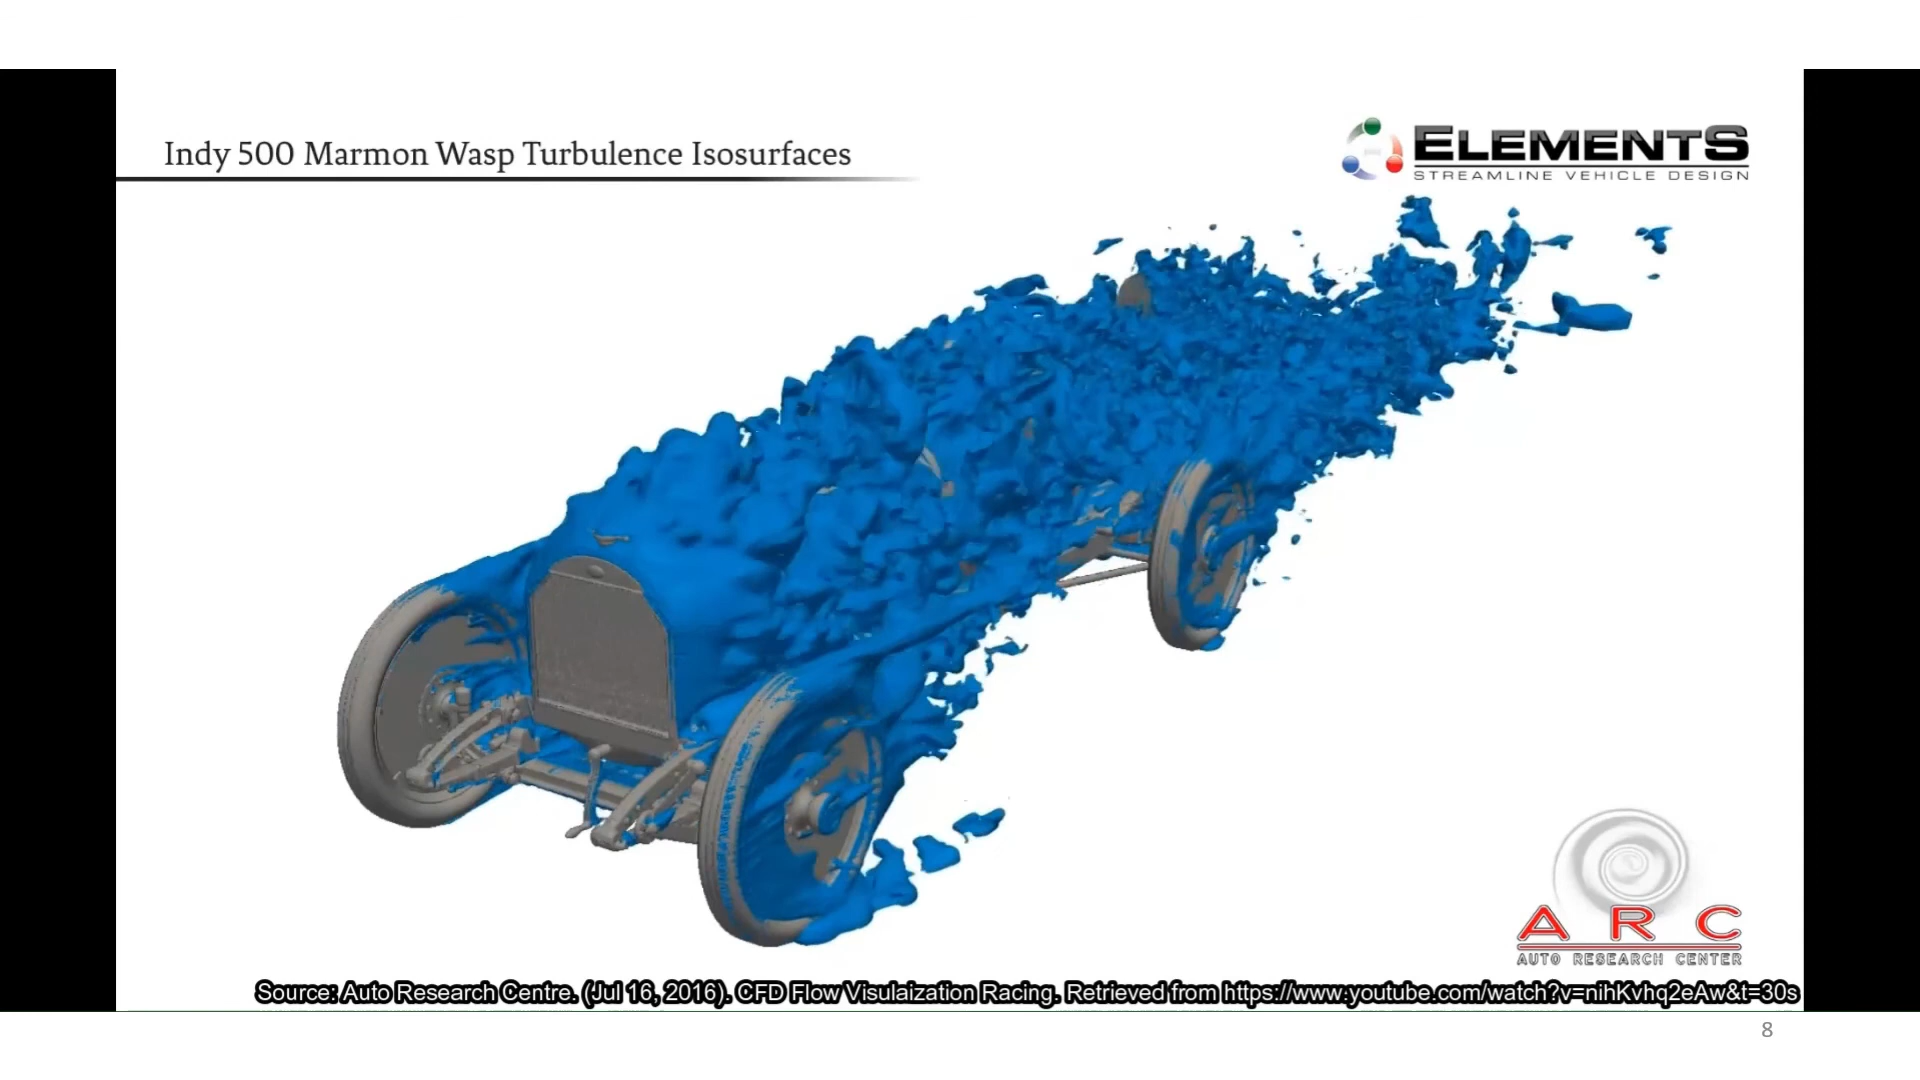 Indy 500 Marmon Wasp Turbulence Isosurfaces
ELEMENTS
STREAMLINE VEHICLE DESIGN
ARC
AUTO RESEARCH CENTER
Source: Auto Research Centre. (Jul 16, 2016). CFD Flow Visulaization Racing. Retrieved from https://www.youtube.com/watch?v=nihKvhq2eAw&t=30s
8